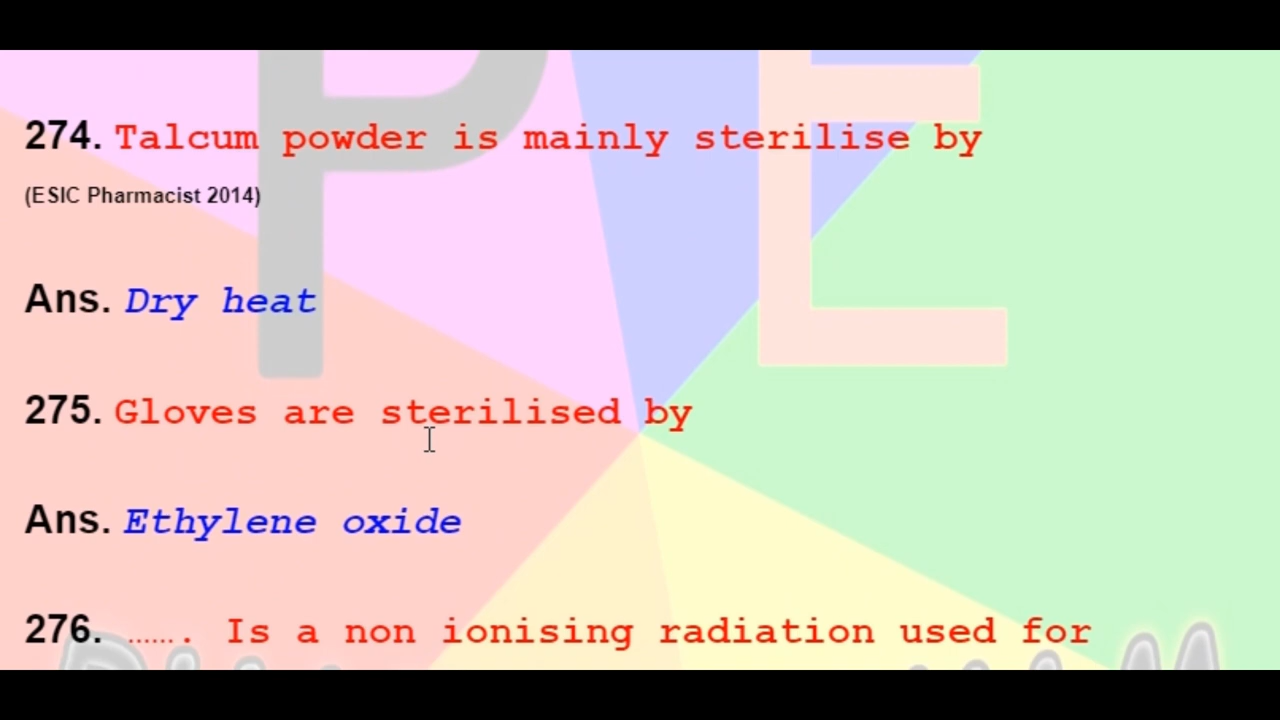 274. Talcum powder is mainly sterilise by
(ESIC Pharmacist 2014)
Ans. Dry heat
275. Gloves are sterilised by
Ans. Ethylene oxide
276. ....... Is a non ionising radiation used for
P E